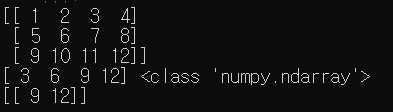 [[ 1 2 3 4]
[ 5 6 7 8]
[ 9 10 11 12]]
[ 3 6 9 12] <class 'numpy.ndarray'>
[[ 9 12]]